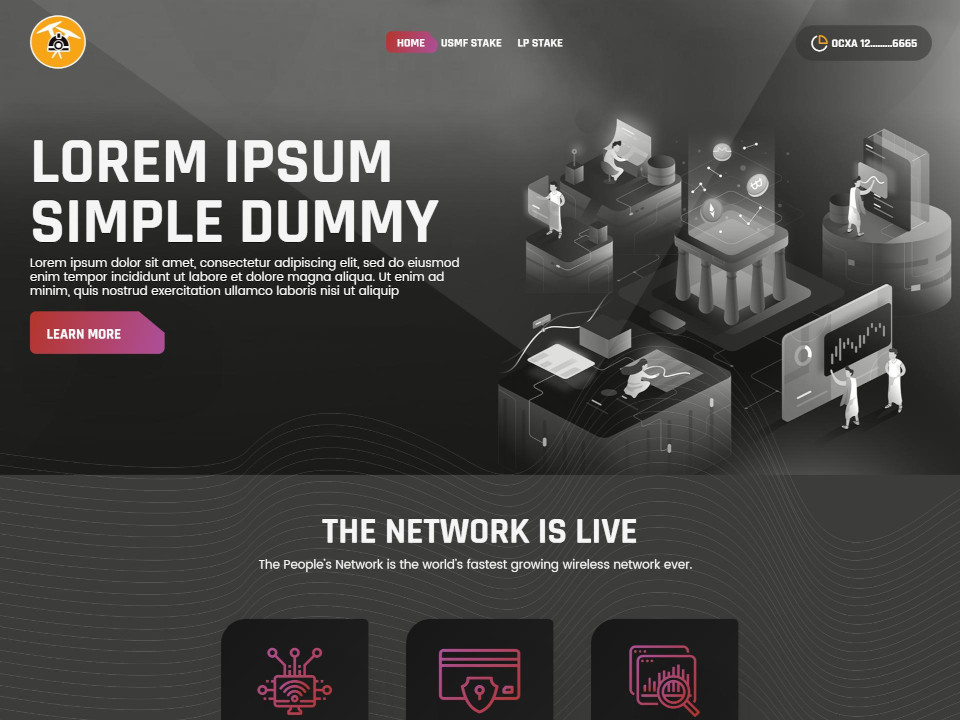 HOME
USMF STAKE
LP STAKE
OCXA 12.........6665
LOREM IPSUM
SIMPLE DUMMY
Lorem ipsum dolor sit amet, consectetur adipiscing elit, sed do eiusmod
enim tempor incididunt ut labore et dolore magna aliqua. Ut enim ad
minim, quis nostrud exercitation ullamco laboris nisi ut aliquip
LEARN MORE
THE NETWORK IS LIVE
The People's Network is the world's fastest growing wireless network ever.